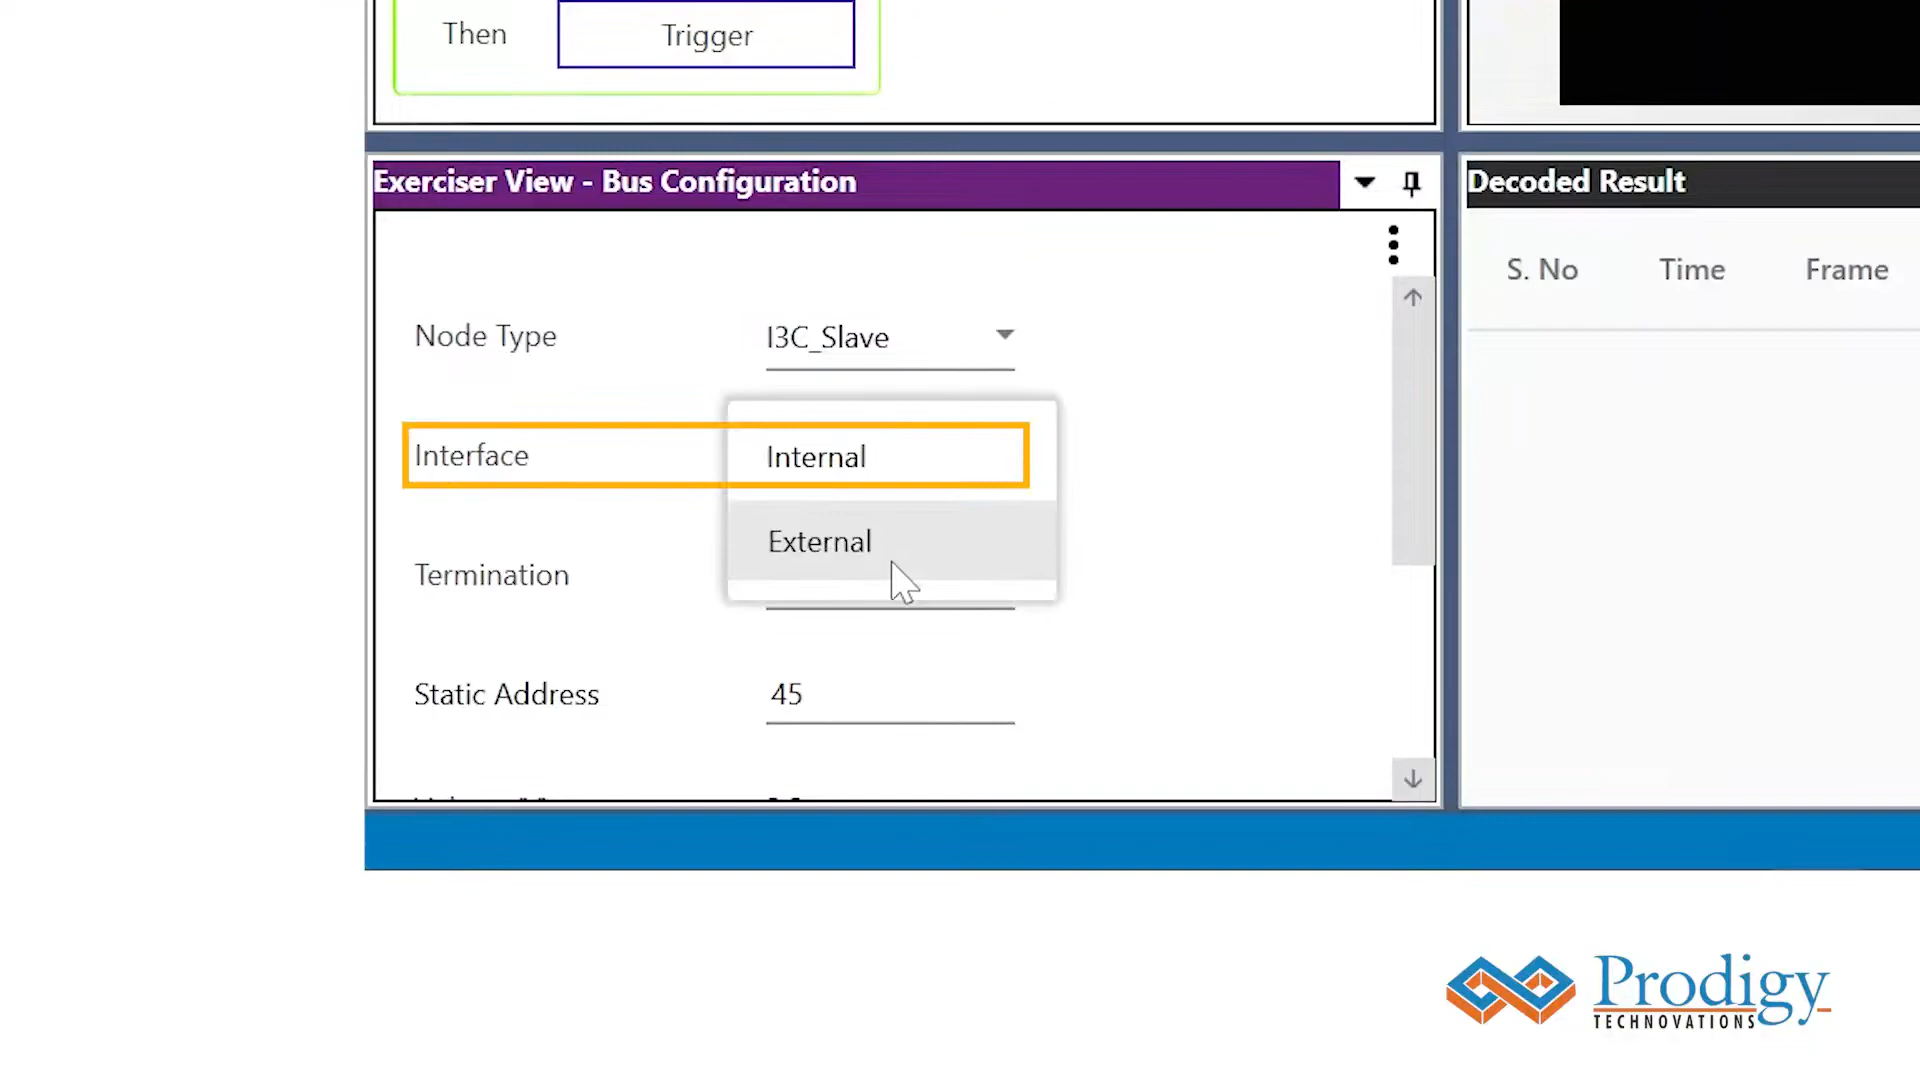 Then
Trigger
Exerciser View - Bus Configuration
Decoded Result
S. No
Time
Frame
Node Type
I3C_Slave
Interface
Internal
External
Termination
Static Address
45
Prodigy
TECHNOVATIONS